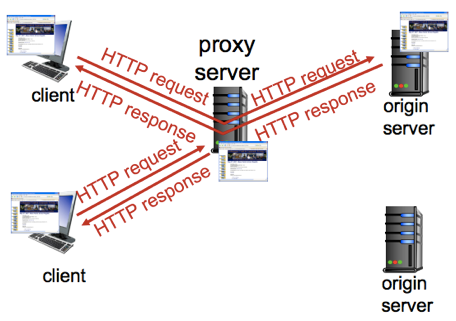 proxy
server
HTTP request
HTTP response
client
HTTP request
HTTP response
origin
server
HTTP request
HTTP response
client
origin
server